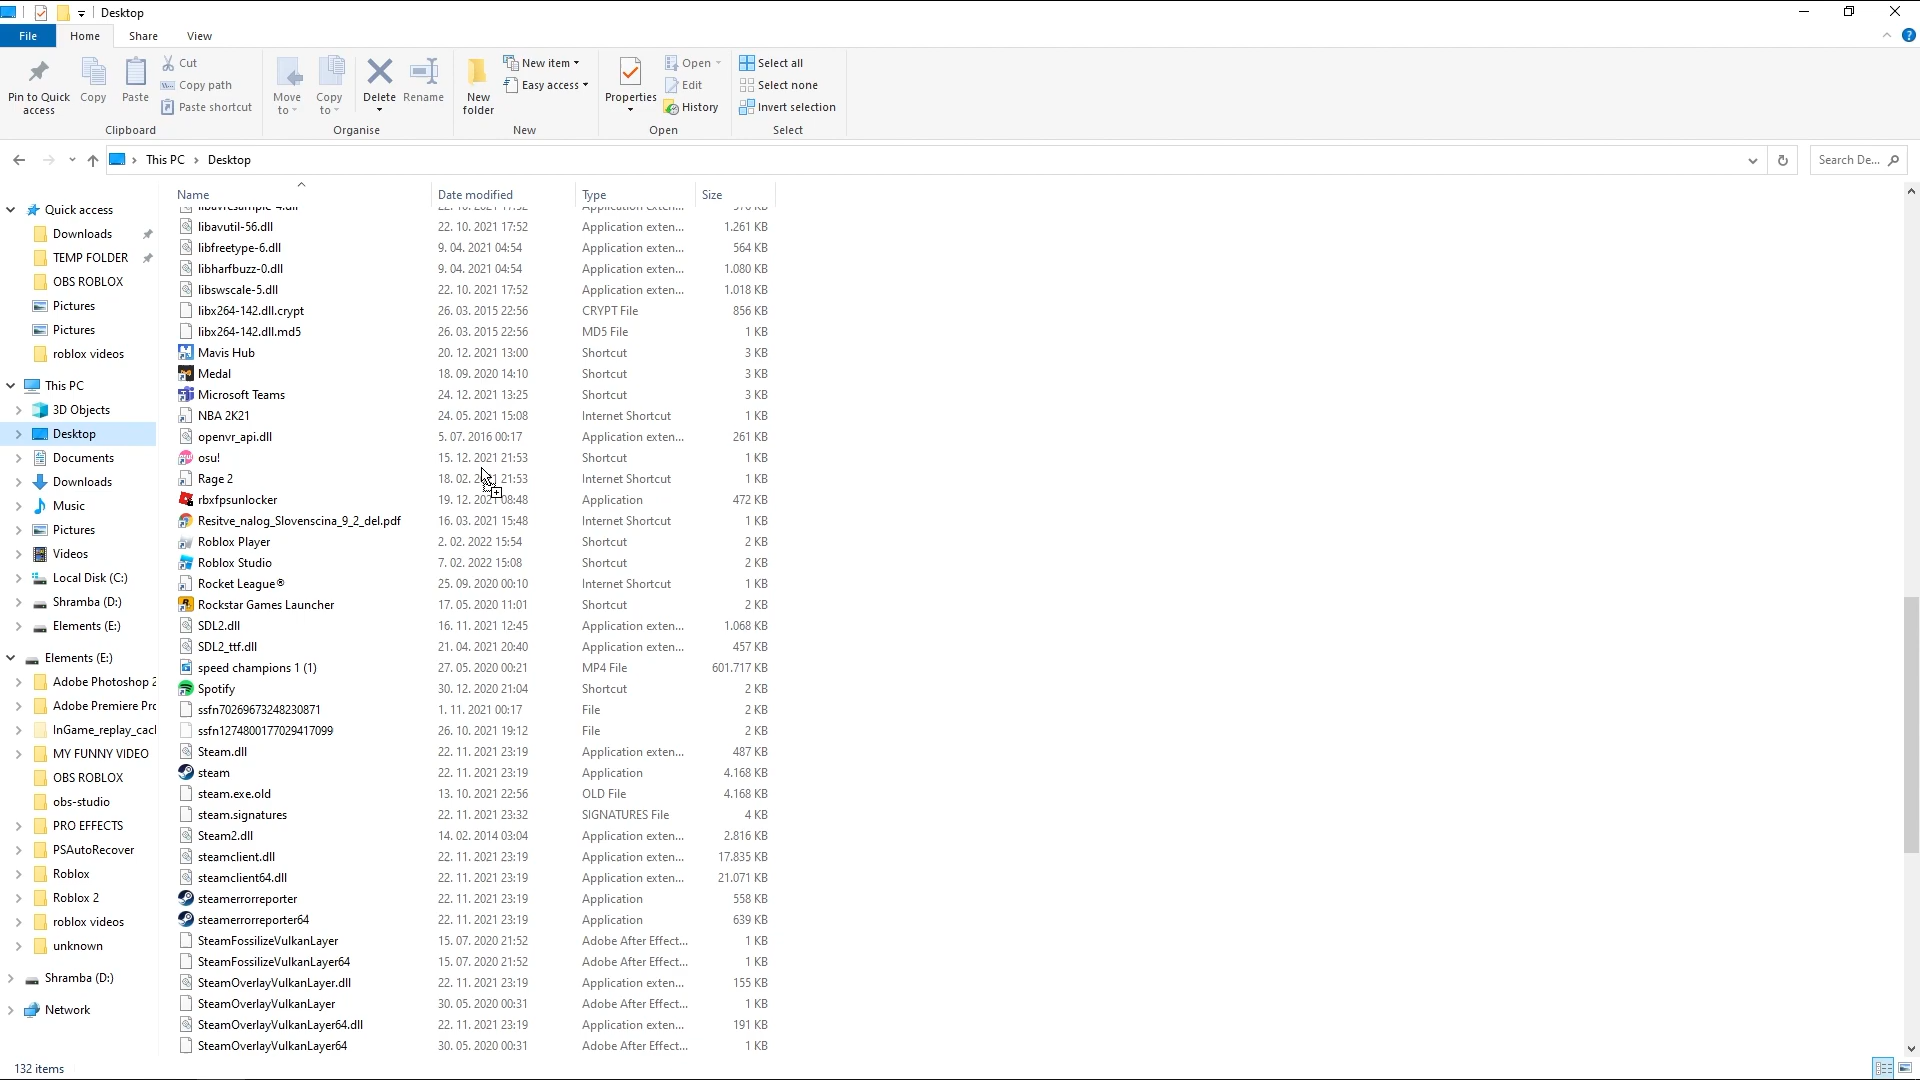 Desktop
File Home Share View
Pin to Quick access Copy Paste Cut Copy path Paste shortcut Move to Copy to Delete Rename New folder New item Easy access Properties Open Edit History Select all Select none Invert selection
Clipboard Organise New Open Select
This PC Desktop Search De...
Name Date modified Type Size
Quick access
Downloads
TEMP FOLDER
OBS ROBLOX
Pictures
Pictures
roblox videos
This PC
3D Objects
Desktop
Documents
Downloads
Music
Pictures
Videos
Local Disk (C:)
Shramba (D:)
Elements (E:)
Elements (E:)
Adobe Photoshop 2
Adobe Premiere Pro
InGame_replay_cacl
MY FUNNY VIDEO
OBS ROBLOX
obs-studio
PRO EFFECTS
PSAutoRecover
Roblox
Roblox 2
roblox videos
unknown
Shramba (D:)
Network
libavutil-56.dll 22. 10. 2021 17:52 Application exten... 1.261 KB
libfreetype-6.dll 9. 04. 2021 04:54 Application exten... 564 KB
libharfbuzz-0.dll 9. 04. 2021 04:54 Application exten... 1.080 KB
libswscale-5.dll 22. 10. 2021 17:52 Application exten... 1.018 KB
libx264-142.dll.crypt 26. 03. 2015 22:56 CRYPT File 856 KB
libx264-142.dll.md5 26. 03. 2015 22:56 MD5 File 1 KB
Mavis Hub 20. 12. 2021 13:00 Shortcut 3 KB
Medal 18. 09. 2020 14:10 Shortcut 3 KB
Microsoft Teams 24. 12. 2021 13:25 Shortcut 3 KB
NBA 2K21 24. 05. 2021 15:08 Internet Shortcut 1 KB
openvr_api.dll 5. 07. 2016 00:17 Application exten... 261 KB
osu! 15. 12. 2021 21:53 Shortcut 1 KB
Rage 2 18. 02. 2021 21:53 Internet Shortcut 1 KB
rbxfpsunlocker 19. 12. 2021 08:48 Application 472 KB
Resitve_nalog_Slovenscina_9_2_del.pdf 16. 03. 2021 15:48 Internet Shortcut 1 KB
Roblox Player 2. 02. 2022 15:54 Shortcut 2 KB
Roblox Studio 7. 02. 2022 15:08 Shortcut 2 KB
Rocket League® 25. 09. 2020 00:10 Internet Shortcut 1 KB
Rockstar Games Launcher 17. 05. 2020 11:01 Shortcut 2 KB
SDL2.dll 16. 11. 2021 12:45 Application exten... 1.068 KB
SDL2_ttf.dll 21. 04. 2021 20:40 Application exten... 457 KB
speed champions 1 (1) 27. 05. 2020 00:21 MP4 File 601.717 KB
Spotify 30. 12. 2020 21:04 Shortcut 2 KB
ssfn70269673248230871 1. 11. 2021 00:17 File 2 KB
ssfn1274800177029417099 26. 10. 2021 19:12 File 2 KB
Steam.dll 22. 11. 2021 23:19 Application exten... 487 KB
steam 22. 11. 2021 23:19 Application 4.168 KB
steam.exe.old 13. 10. 2021 22:56 OLD File 4.168 KB
steam.signatures 22. 11. 2021 23:32 SIGNATURES File 4 KB
Steam2.dll 14. 02. 2014 03:04 Application exten... 2.816 KB
steamclient.dll 22. 11. 2021 23:19 Application exten... 17.835 KB
steamclient64.dll 22. 11. 2021 23:19 Application exten... 21.071 KB
steamerrorreporter 22. 11. 2021 23:19 Application 558 KB
steamerrorreporter64 22. 11. 2021 23:19 Application 639 KB
SteamFossilizeVulkanLayer 15. 07. 2020 21:52 Adobe After Effect... 1 KB
SteamFossilizeVulkanLayer64 15. 07. 2020 21:52 Adobe After Effect... 1 KB
SteamOverlayVulkanLayer.dll 22. 11. 2021 23:19 Application exten... 155 KB
SteamOverlayVulkanLayer 30. 05. 2020 00:31 Adobe After Effect... 1 KB
SteamOverlayVulkanLayer64.dll 22. 11. 2021 23:19 Application exten... 191 KB
SteamOverlayVulkanLayer64 30. 05. 2020 00:31 Adobe After Effect... 1 KB
132 items